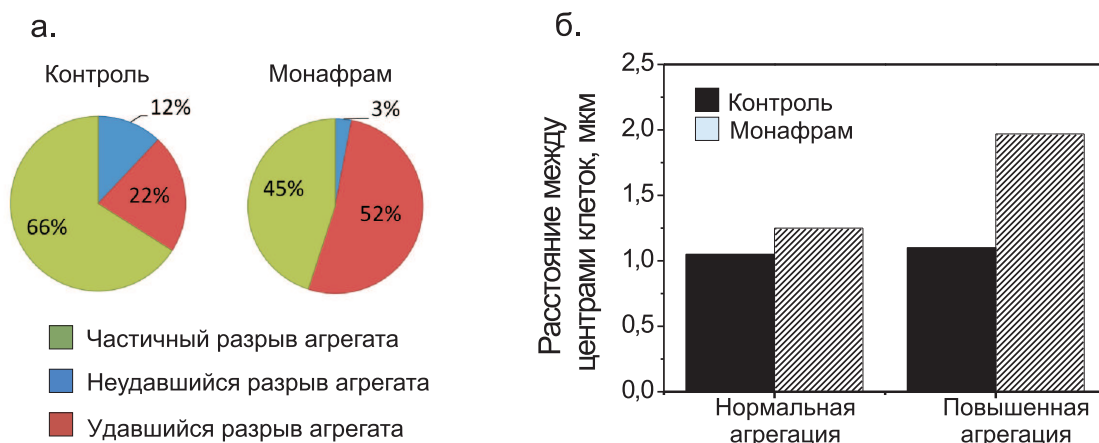 а.
Контроль
12%
22%
66%
Монафрам
3%
45%
52%
Частичный разрыв агрегата
Неудавшийся разрыв агрегата
Удавшийся разрыв агрегата
б.
Расстояние между
центрами клеток, мкм
2,5
2,0
1,5
1,0
0,5
0,0
Контроль
Монафрам
Нормальная
агрегация
Повышенная
агрегация